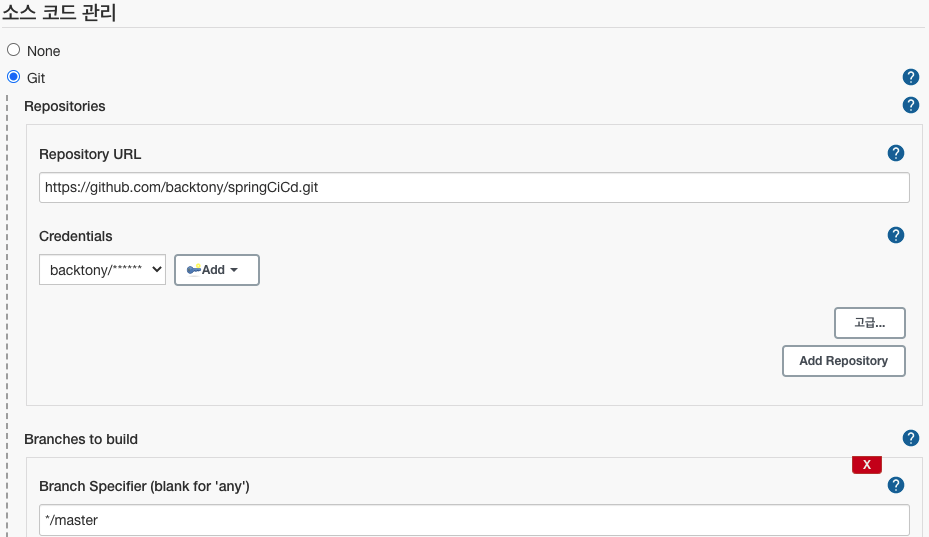 소스 코드 관리
None
Git
?
Repositories
?
Repository URL
?
https://github.com/backtony/springCiCd.git
Credentials
?
backtony/******
Add
고급...
Add Repository
Branches to build
?
X
Branch Specifier (blank for 'any')
?
*/master